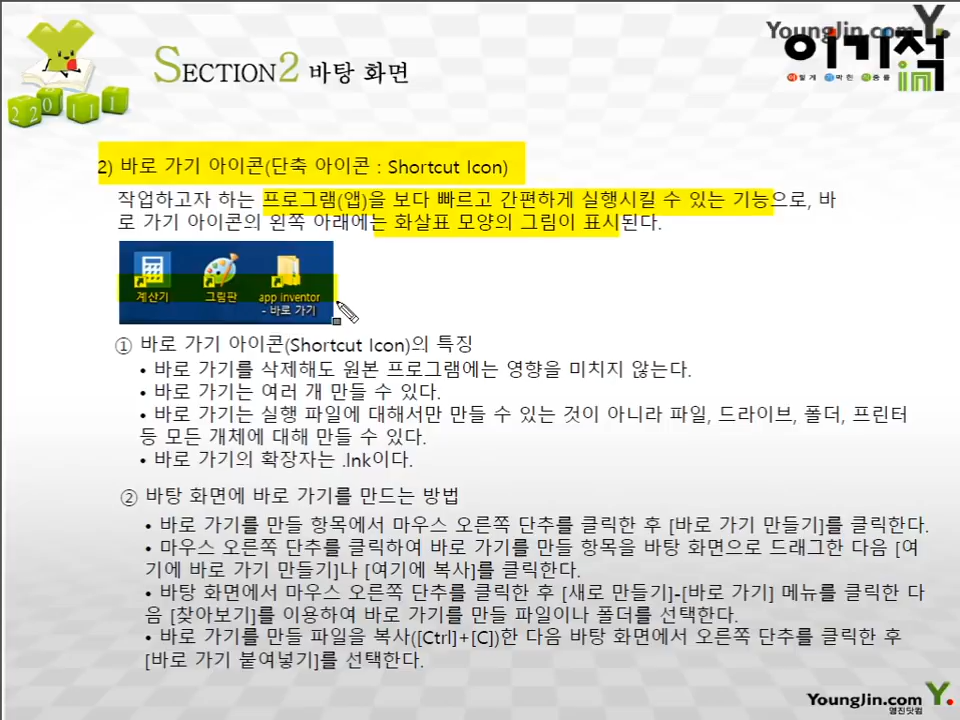 YoungJin.com Y.
이기적in
이렇게 기막힌 적중률
SECTION2 바탕 화면
22011
2) 바로 가기 아이콘(단축 아이콘 : Shortcut Icon)
작업하고자 하는 프로그램(앱)을 보다 빠르고 간편하게 실행시킬 수 있는 기능으로, 바
로 가기 아이콘의 왼쪽 아래에는 화살표 모양의 그림이 표시된다.
계산기 그림판 app inventor
- 바로 가기
① 바로 가기 아이콘(Shortcut Icon)의 특징
• 바로 가기를 삭제해도 원본 프로그램에는 영향을 미치지 않는다.
• 바로 가기는 여러 개 만들 수 있다.
• 바로 가기는 실행 파일에 대해서만 만들 수 있는 것이 아니라 파일, 드라이브, 폴더, 프린터
등 모든 개체에 대해 만들 수 있다.
• 바로 가기의 확장자는 .lnk이다.
② 바탕 화면에 바로 가기를 만드는 방법
• 바로 가기를 만들 항목에서 마우스 오른쪽 단추를 클릭한 후 [바로 가기 만들기]를 클릭한다.
• 마우스 오른쪽 단추를 클릭하여 바로 가기를 만들 항목을 바탕 화면으로 드래그한 다음 [여
기에 바로 가기 만들기]나 [여기에 복사]를 클릭한다.
• 바탕 화면에서 마우스 오른쪽 단추를 클릭한 후 [새로 만들기]-[바로 가기] 메뉴를 클릭한 다
음 [찾아보기]를 이용하여 바로 가기를 만들 파일이나 폴더를 선택한다.
• 바로 가기를 만들 파일을 복사([Ctrl]+[C])한 다음 바탕 화면에서 오른쪽 단추를 클릭한 후
[바로 가기 붙여넣기]를 선택한다.
YoungJin.com Y.
영진닷컴